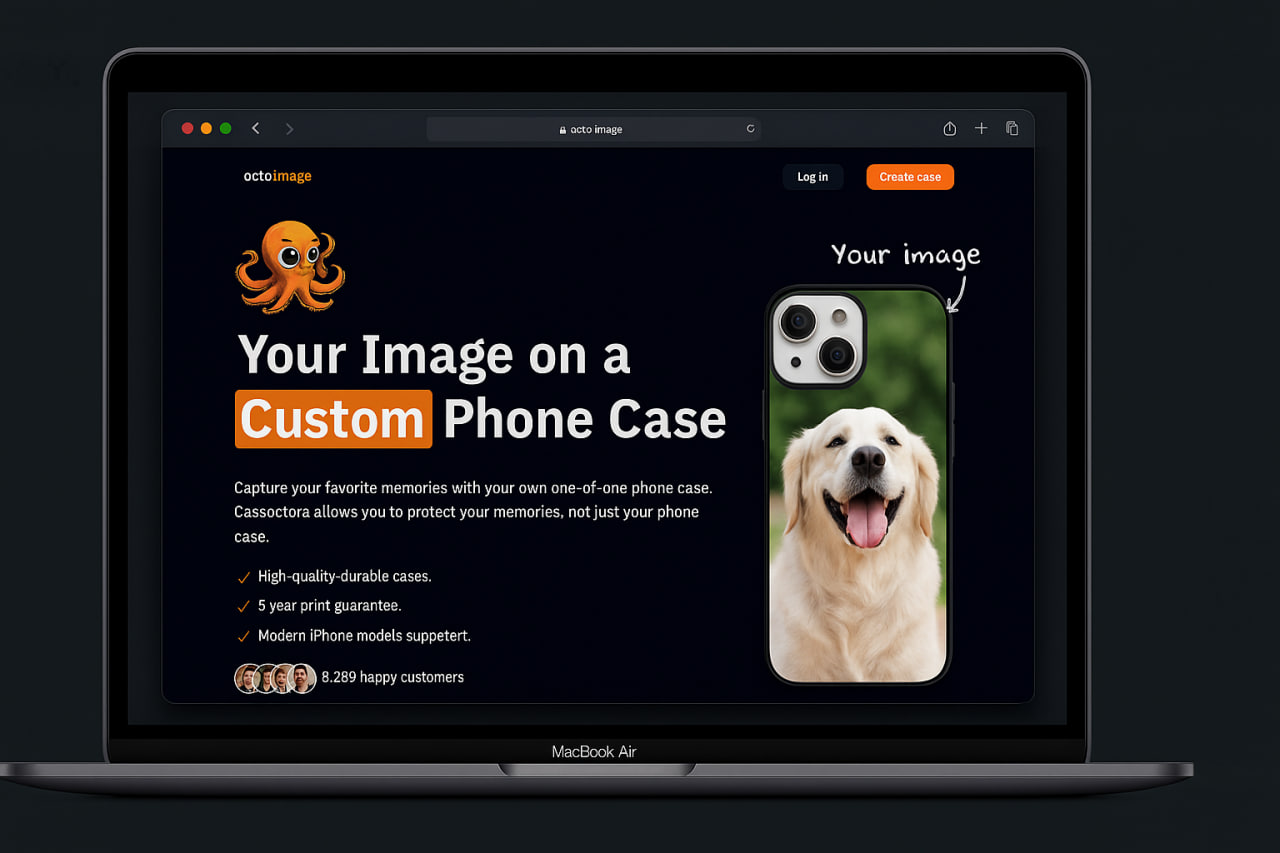 octo image
octoimage
Log in
Create case
Your image
Your Image on a
Custom Phone Case
Capture your favorite memories with your own one-of-one phone case.
Cassoctora allows you to protect your memories, not just your phone
case.
High-quality-durable cases.
5 year print guarantee.
Modern iPhone models suppetert.
8.289 happy customers
MacBook Air